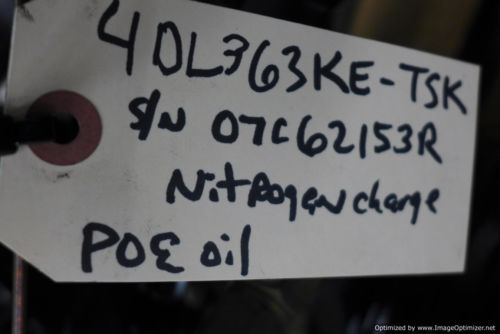 4DL363KE-TSK
S/N 07C62153R
Nitrogen charge
POE oil
Optimized by www.ImageOptimizer.net